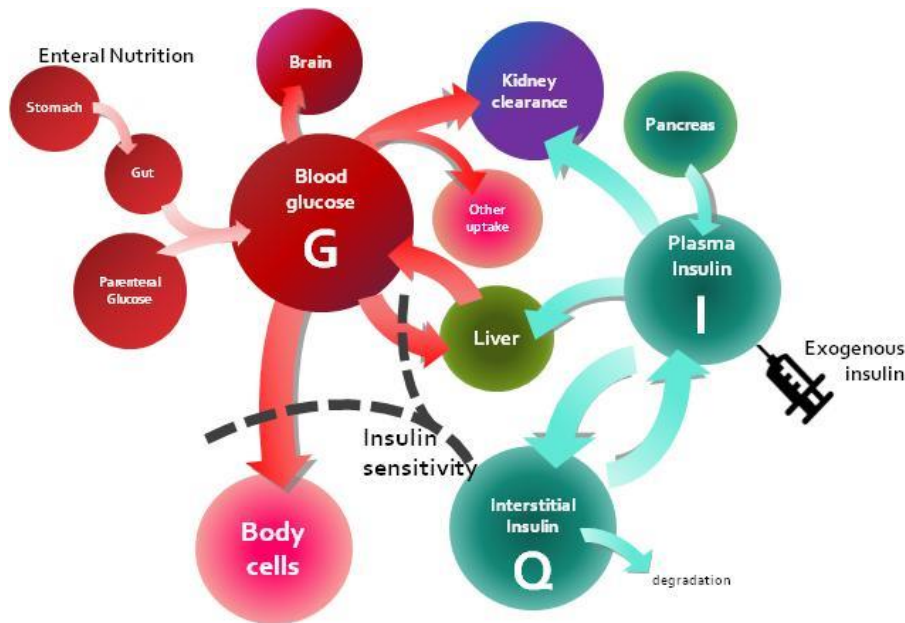 Enteral Nutrition
Stomach
Gut
Parenteral
Glucose
Brain
Blood
glucose
G
Kidney
clearance
Other
uptake
Pancreas
Plasma
Insulin
I
Liver
Exogenous
insulin
Insulin
sensitivity
Body
cells
Interstitial
Insulin
Q
degradation